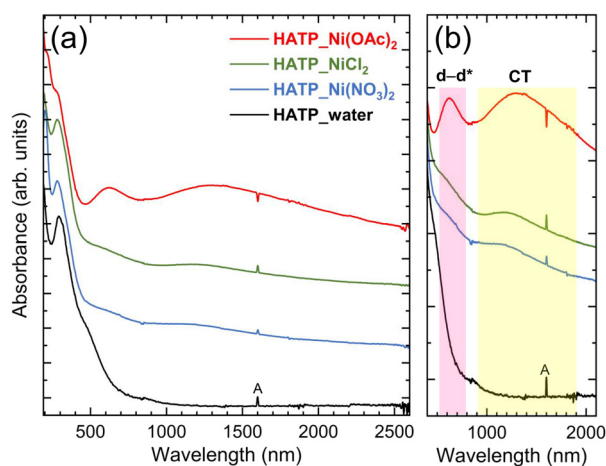 (a)
HATP_Ni(OAc)₂
HATP_NiCl₂
HATP_Ni(NO₃)₂
HATP_water
A
Absorbance (arb. units)
500 1000 1500 2000 2500
Wavelength (nm)
(b)
d–d* CT
A
1000 2000
Wavelength (nm)